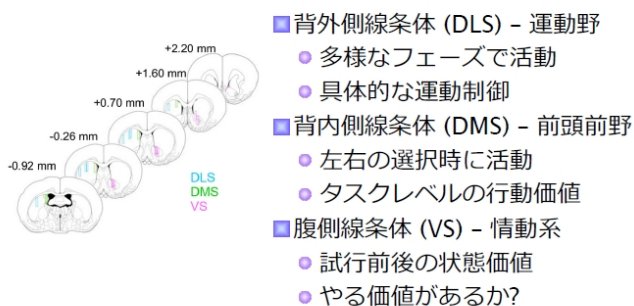 +2.20 mm
+1.60 mm
+0.70 mm
-0.26 mm
-0.92 mm
DLS
DMS
VS
背外側線条体 (DLS) – 運動野
多様なフェーズで活動
具体的な運動制御
背内側線条体 (DMS) – 前頭前野
左右の選択時に活動
タスクレベルの行動価値
腹側線条体 (VS) – 情動系
試行前後の状態価値
やる価値があるか?